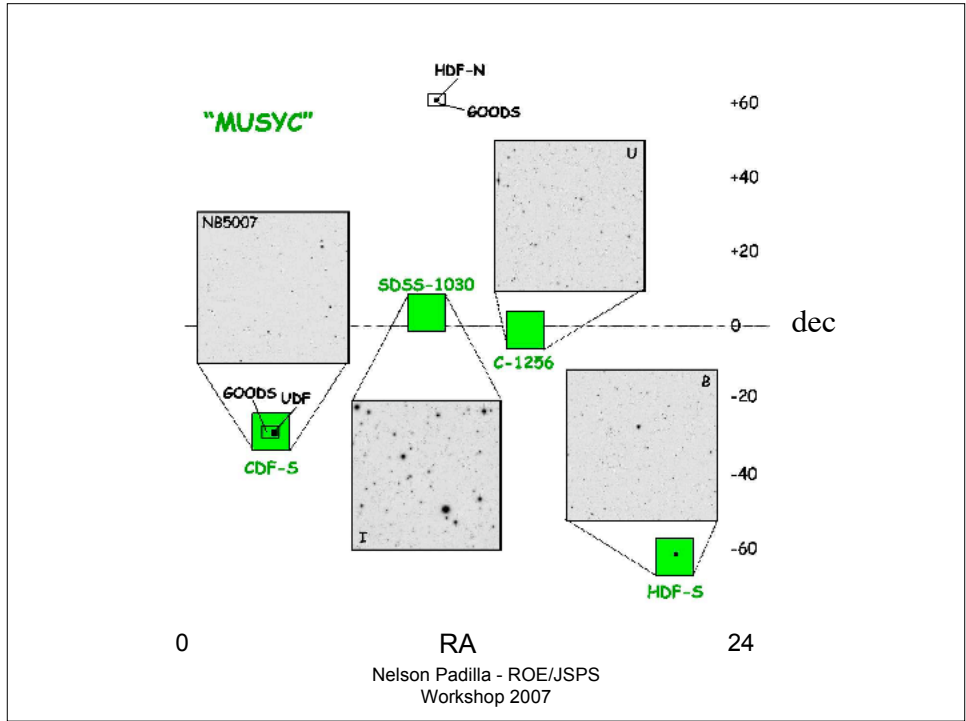 HDF-N
GOODS
+60
"MUSYC"
U
+40
NB5007
+20
SDSS-1030
0
dec
C-1256
B
-20
GOODS
UDF
CDF-S
-40
I
-60
HDF-S
0
RA
24
Nelson Padilla - ROE/JSPS
Workshop 2007